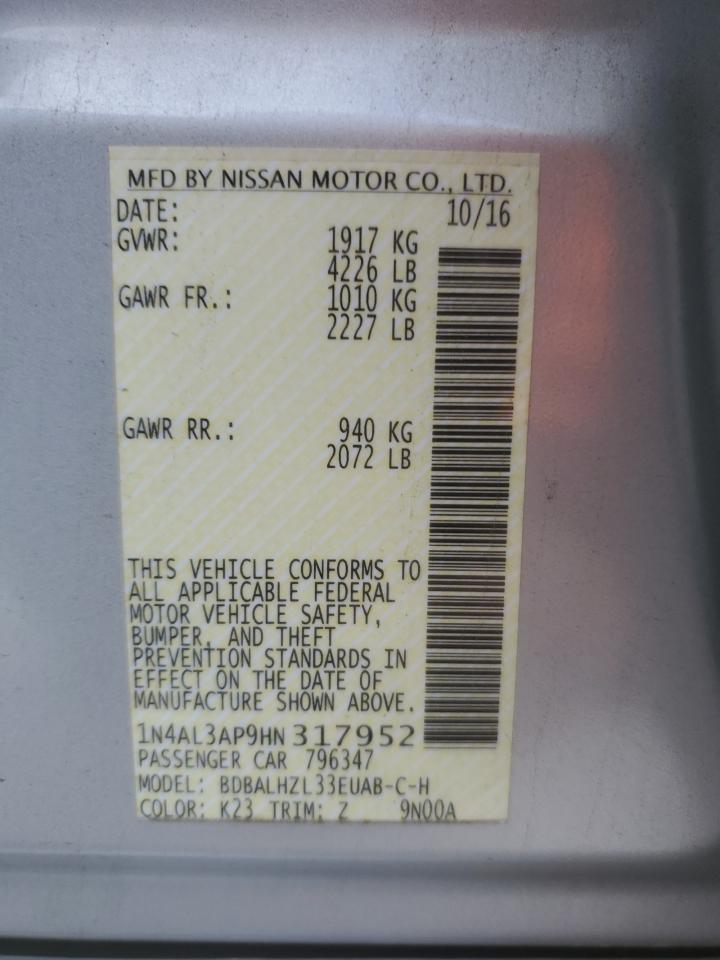 MFD BY NISSAN MOTOR CO., LTD.
DATE: 10/16
GVWR: 1917 KG
4226 LB
GAWR FR.: 1010 KG
2227 LB
GAWR RR.: 940 KG
2072 LB
THIS VEHICLE CONFORMS TO
ALL APPLICABLE FEDERAL
MOTOR VEHICLE SAFETY,
BUMPER, AND THEFT
PREVENTION STANDARDS IN
EFFECT ON THE DATE OF
MANUFACTURE SHOWN ABOVE.
1N4AL3AP9HN317952
PASSENGER CAR 796347
MODEL: BDBALHZL33EUAB-C-H
COLOR: K23 TRIM: Z 9N00A